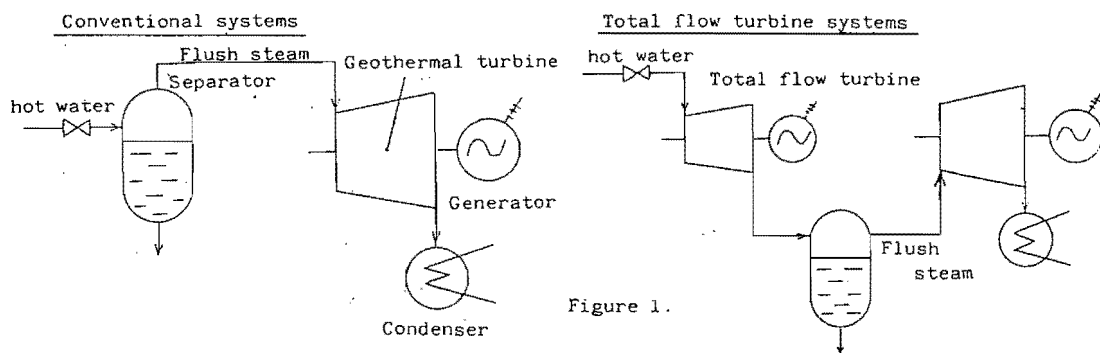 Conventional systems
Flush steam
Separator
Geothermal turbine
hot water
Generator
Condenser
Total flow turbine systems
hot water
Total flow turbine
Flush
steam
Figure 1.